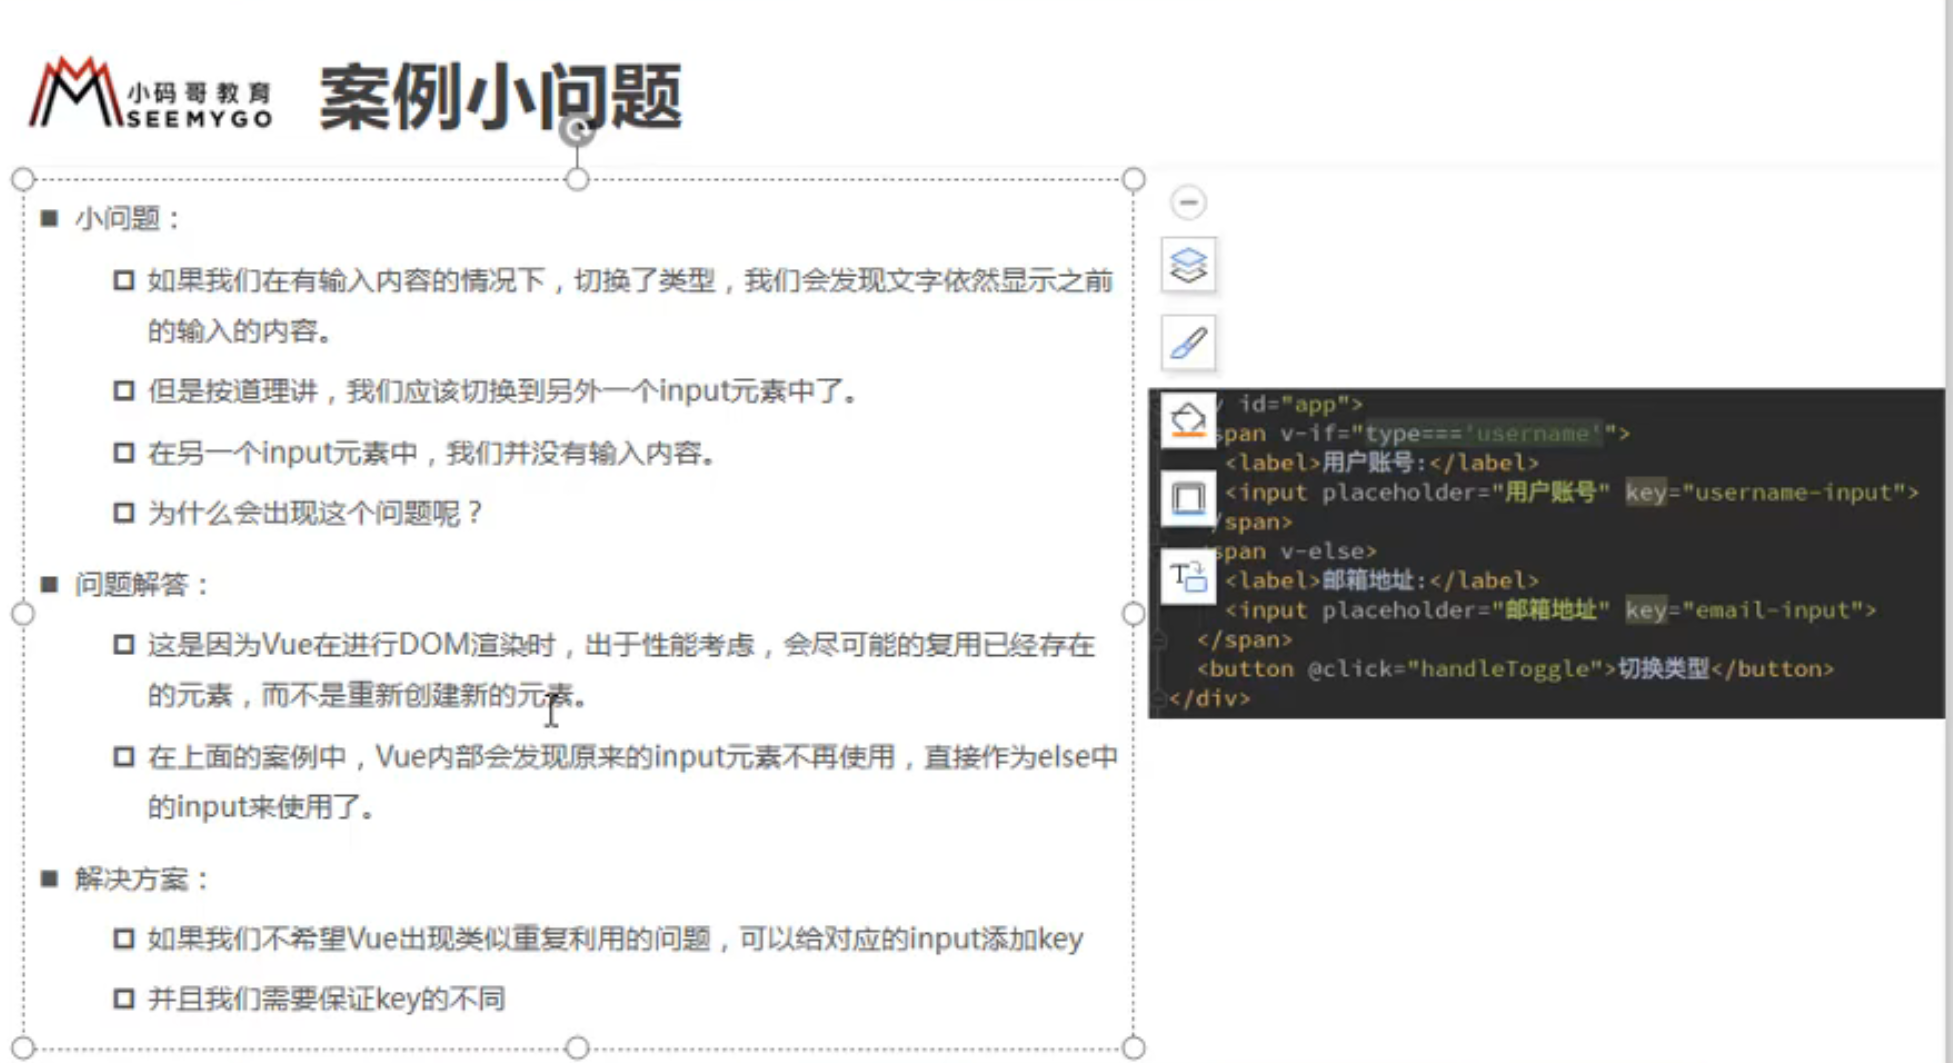 小码哥教育
SEEMYGO
案例小问题
小问题：
如果我们在有输入内容的情况下，切换了类型，我们会发现文字依然显示之前
的输入的内容。
但是按道理讲，我们应该切换到另外一个input元素中了。
在另一个input元素中，我们并没有输入内容。
为什么会出现这个问题呢？
问题解答：
这是因为Vue在进行DOM渲染时，出于性能考虑，会尽可能的复用已经存在
的元素，而不是重新创建新的元素。
在上面的案例中，Vue内部会发现原来的input元素不再使用，直接作为else中
的input来使用了。
解决方案：
如果我们不希望Vue出现类似重复利用的问题，可以给对应的input添加key
并且我们需要保证key的不同
id="app">
span v-if="type==='username'">
<label>用户账号:</label>
<input placeholder="用户账号" key="username-input">
/span>
span v-else>
<label>邮箱地址:</label>
<input placeholder="邮箱地址" key="email-input">
</span>
<button @click="handleToggle">切换类型</button>
</div>